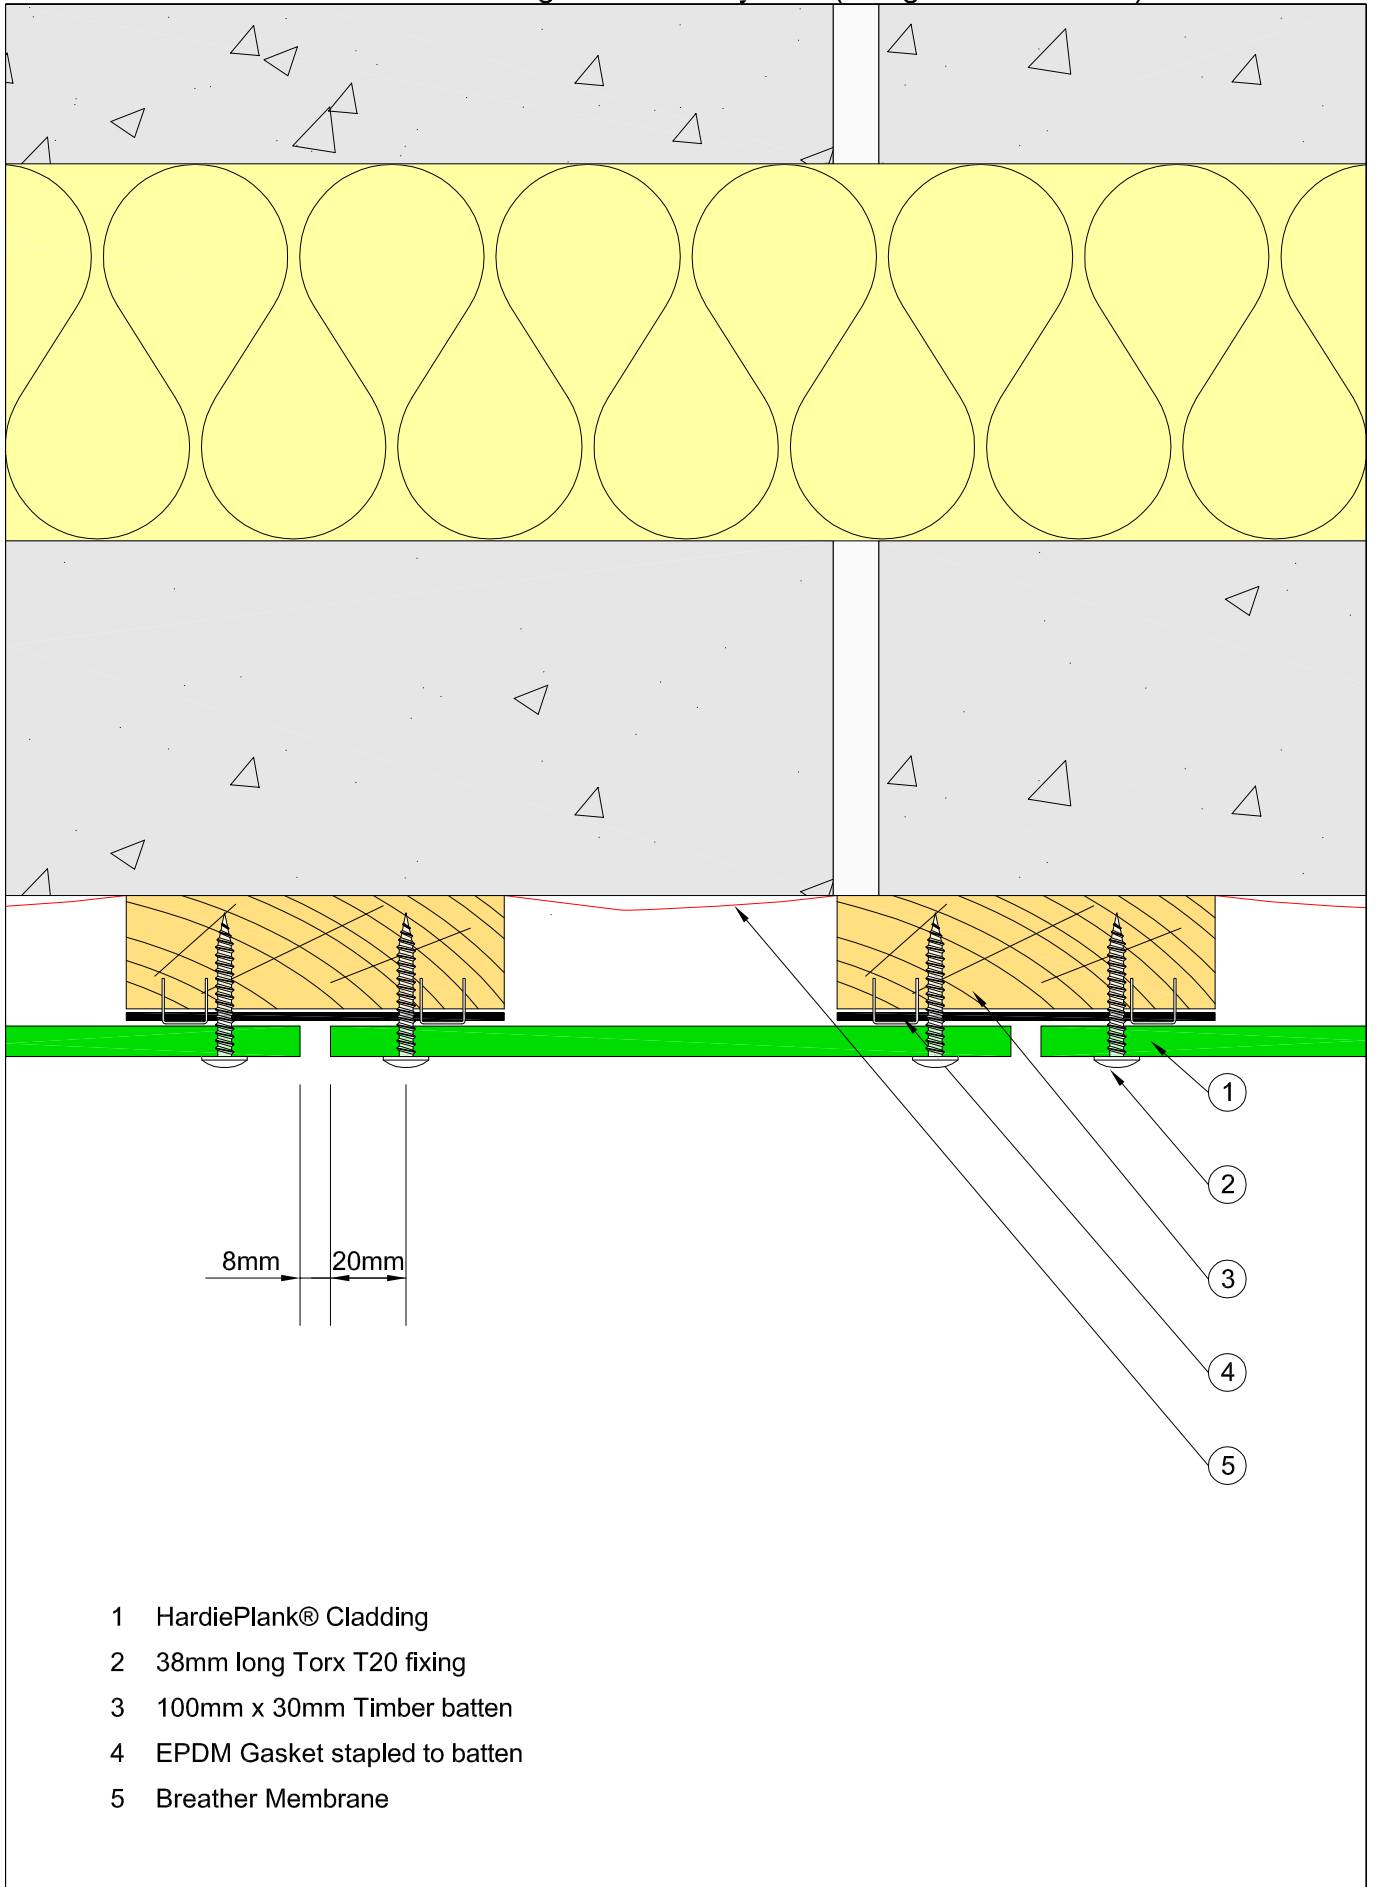 1
2
8mm 20mm
3
4
5
1 HardiePlank® Cladding
2 38mm long Torx T20 fixing
3 100mm x 30mm Timber batten
4 EPDM Gasket stapled to batten
5 Breather Membrane